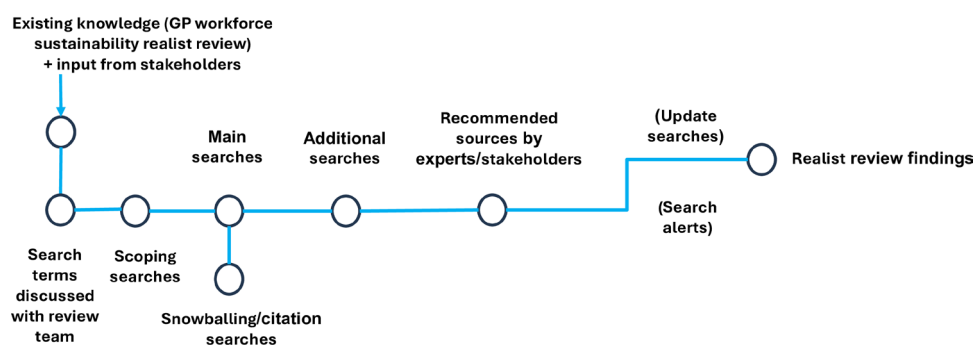 Existing knowledge (GP workforce
sustainability realist review)
+ input from stakeholders
Search
terms
discussed
with review
team
Scoping
searches
Main
searches
Snowballing/citation
searches
Additional
searches
Recommended
sources by
experts/stakeholders
(Update
searches)
(Search
alerts)
Realist review findings